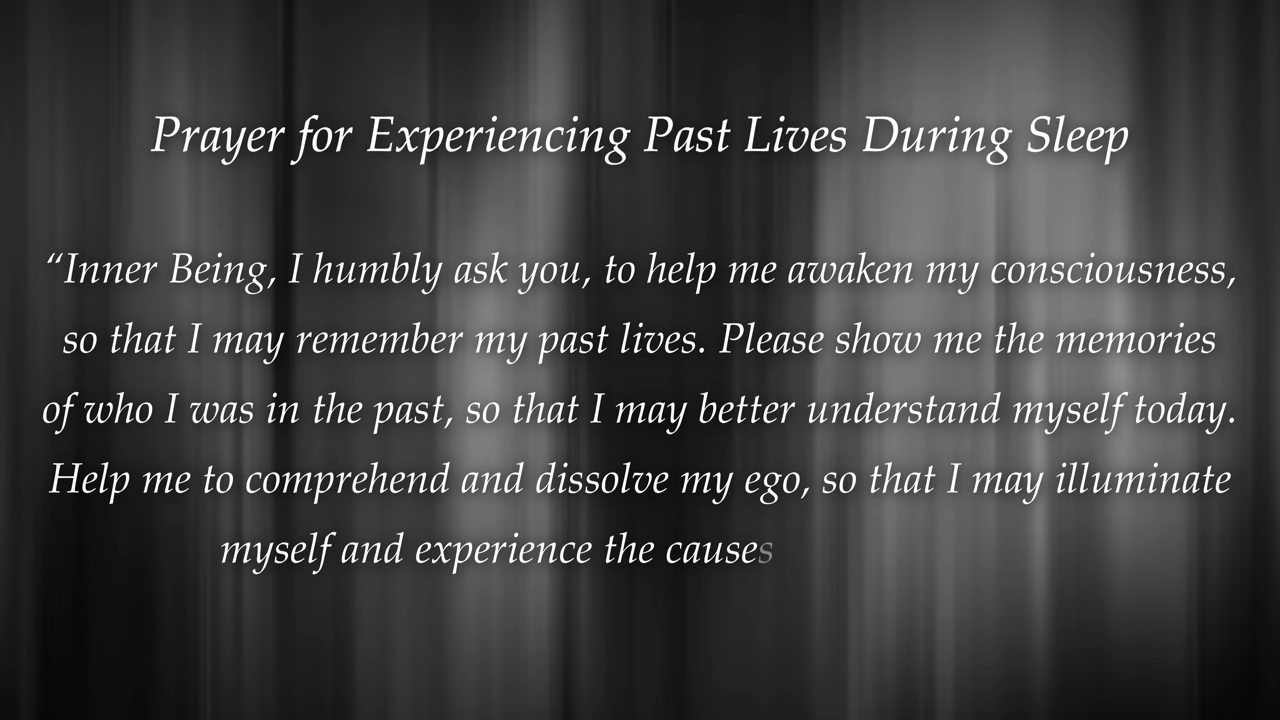 Prayer for Experiencing Past Lives During Sleep
“Inner Being, I humbly ask you, to help me awaken my consciousness,
so that I may remember my past lives. Please show me the memories
of who I was in the past, so that I may better understand myself today.
Help me to comprehend and dissolve my ego, so that I may illuminate
myself and experience the causes